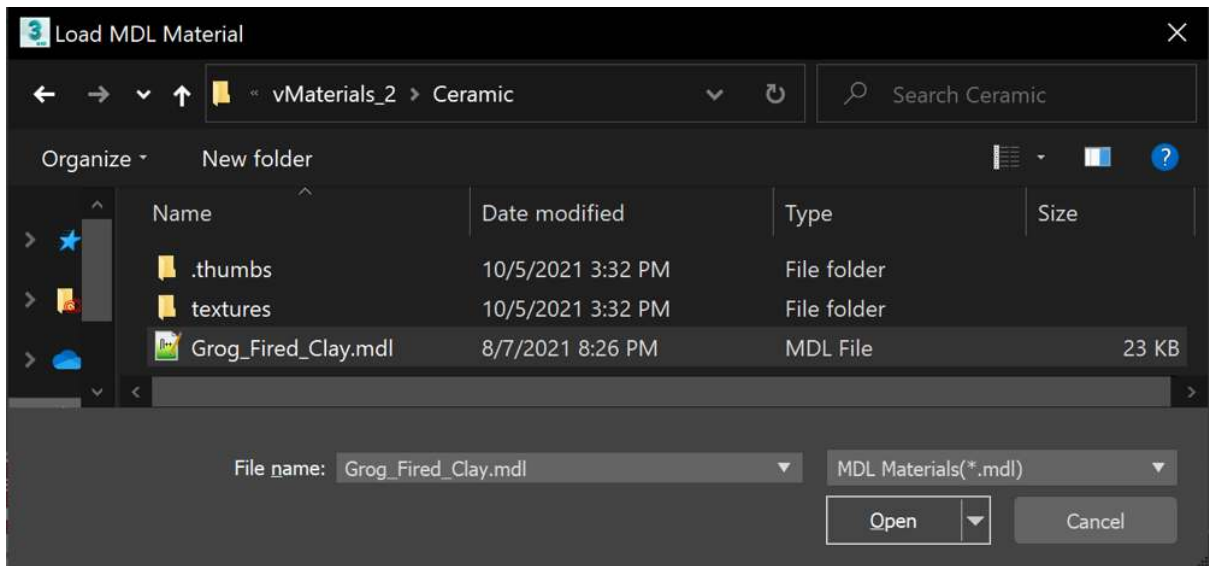 Load MDL Material
« vMaterials_2 > Ceramic
Search Ceramic
Organize New folder
Name Date modified Type Size
.thumbs 10/5/2021 3:32 PM File folder
textures 10/5/2021 3:32 PM File folder
Grog_Fired_Clay.mdl 8/7/2021 8:26 PM MDL File 23 KB
File name: Grog_Fired_Clay.mdl MDL Materials(*.mdl)
Open Cancel